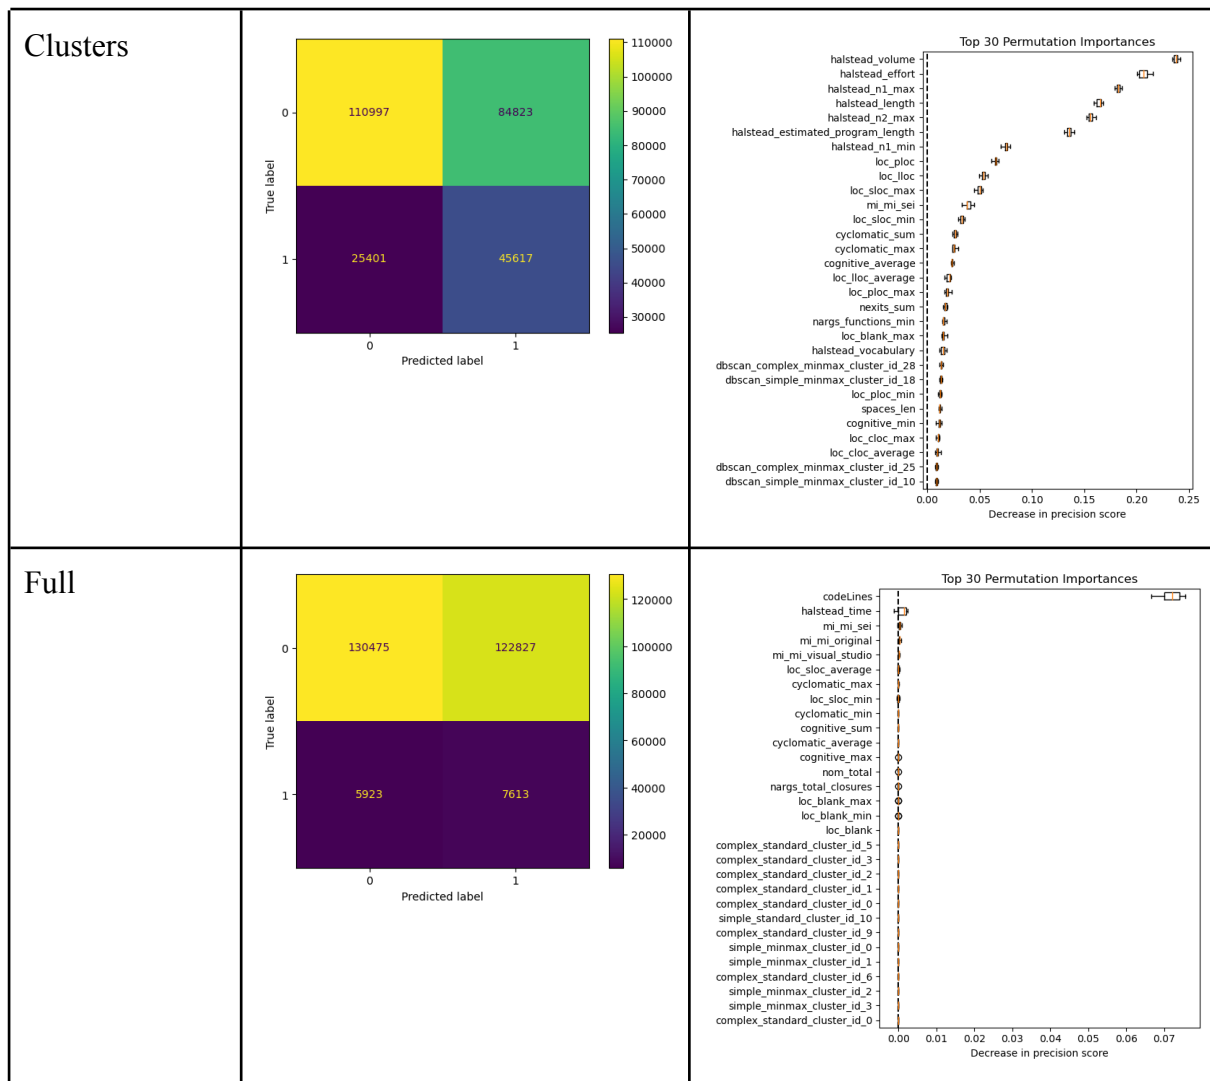 Clusters
110997 84823
25401 45617
0
1
True label
0 1
Predicted label
110000
100000
90000
80000
70000
60000
50000
40000
30000
Top 30 Permutation Importances
halstead_volume
halstead_effort
halstead_n1_max
halstead_length
halstead_n2_max
halstead_estimated_program_length
halstead_n1_min
loc_ploc
loc_lloc
loc_sloc_max
mi_mi_sei
loc_sloc_min
cyclomatic_sum
cyclomatic_max
cognitive_average
loc_lloc_average
loc_ploc_max
nexits_sum
nargs_functions_min
loc_blank_max
halstead_vocabulary
dbscan_complex_minmax_cluster_id_28
dbscan_simple_minmax_cluster_id_18
loc_ploc_min
spaces_len
cognitive_min
loc_cloc_max
loc_cloc_average
dbscan_complex_minmax_cluster_id_25
dbscan_simple_minmax_cluster_id_10
0.00 0.05 0.10 0.15 0.20 0.25
Decrease in precision score
Full
130475 122827
5923 7613
0
1
True label
0 1
Predicted label
120000
100000
80000
60000
40000
20000
Top 30 Permutation Importances
codeLines
halstead_time
mi_mi_sei
mi_mi_original
mi_mi_visual_studio
loc_sloc_average
cyclomatic_max
loc_sloc_min
cyclomatic_min
cognitive_sum
cyclomatic_average
cognitive_max
nom_total
nargs_total_closures
loc_blank_max
loc_blank_min
loc_blank
complex_standard_cluster_id_5
complex_standard_cluster_id_3
complex_standard_cluster_id_2
complex_standard_cluster_id_1
complex_standard_cluster_id_0
simple_standard_cluster_id_10
complex_standard_cluster_id_9
simple_minmax_cluster_id_0
simple_minmax_cluster_id_1
complex_standard_cluster_id_6
simple_minmax_cluster_id_2
simple_minmax_cluster_id_3
complex_standard_cluster_id_0
0.00 0.01 0.02 0.03 0.04 0.05 0.06 0.07
Decrease in precision score